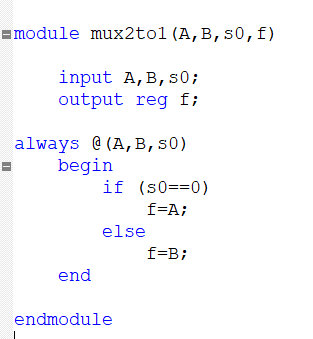 module mux2to1(A,B,s0,f)
input A,B,s0;
output reg f;
always @(A,B,s0)
begin
if (s0==0)
f=A;
else
f=B;
end
endmodule